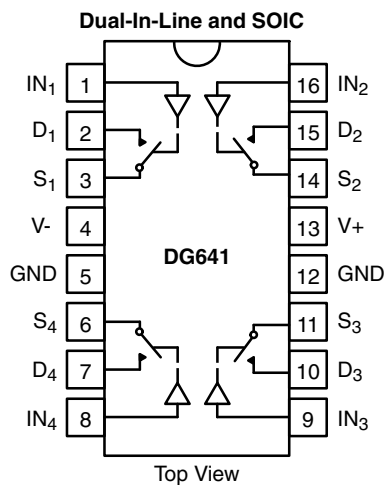 Dual-In-Line and SOIC
IN1 1 16 IN2
D1 2 15 D2
S1 3 14 S2
V- 4 13 V+
GND 5 DG641 12 GND
S4 6 11 S3
D4 7 10 D3
IN4 8 9 IN3
Top View